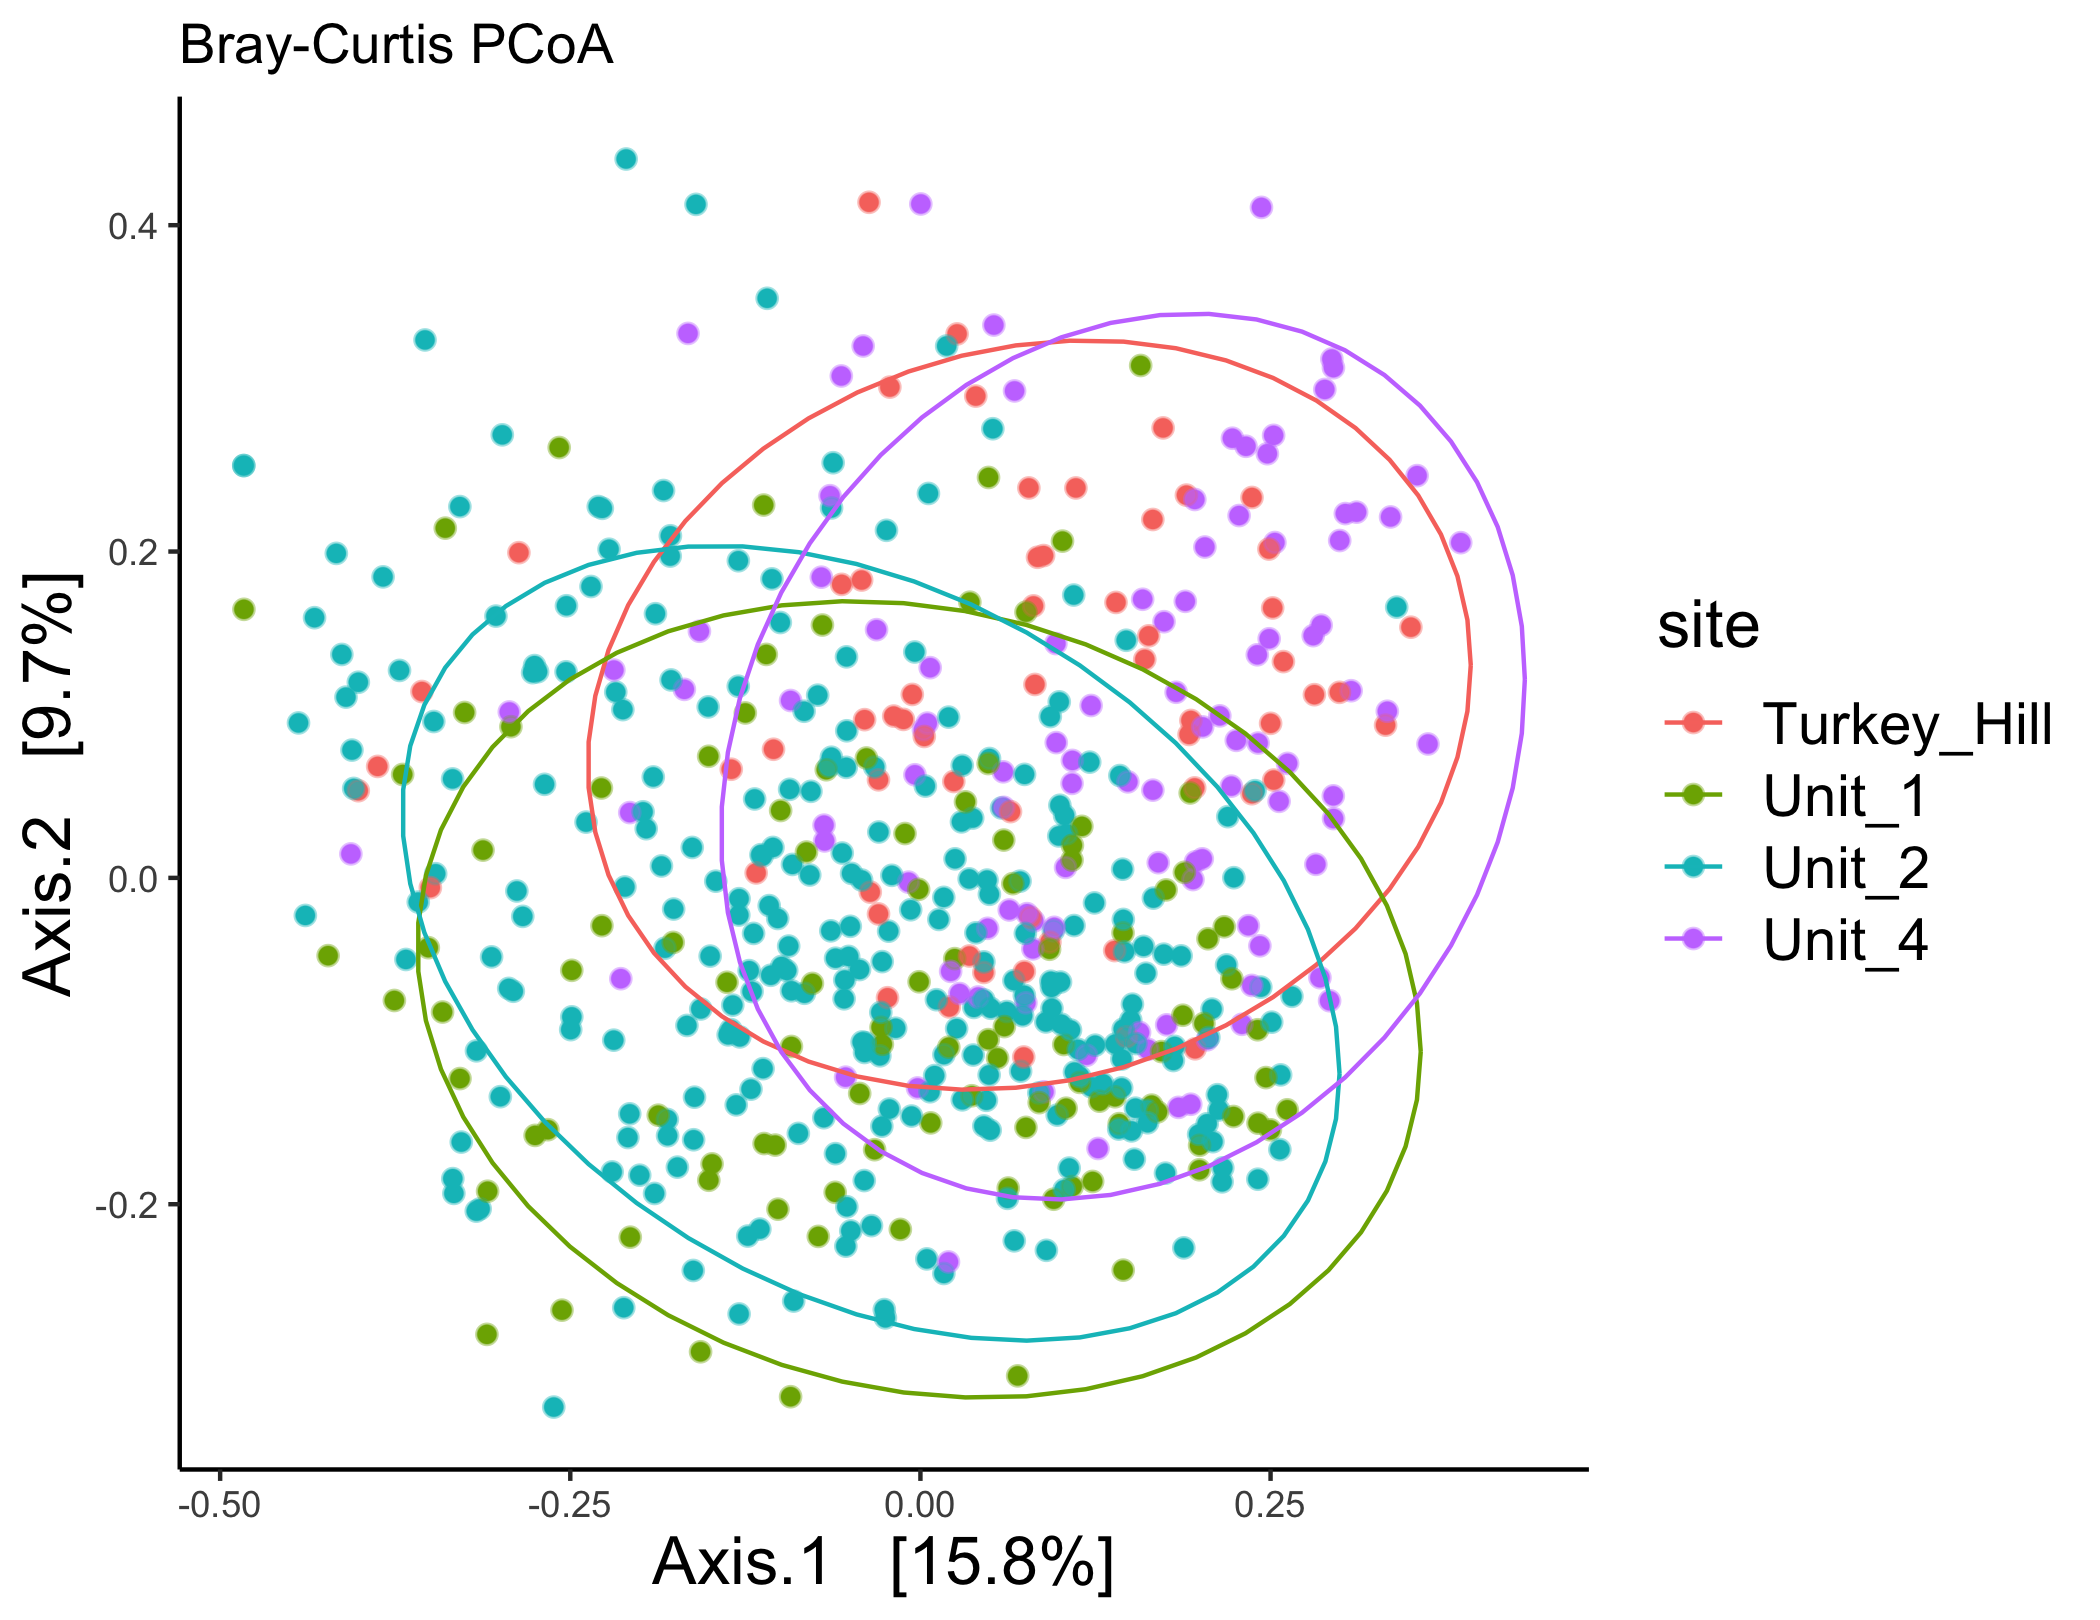 Bray-Curtis PCoA
0.4
0.2
0.0
-0.2
Axis.2 [9.7%]
-0.50
-0.25
0.00
0.25
Axis.1 [15.8%]
site
Turkey_Hill
Unit_1
Unit_2
Unit_4